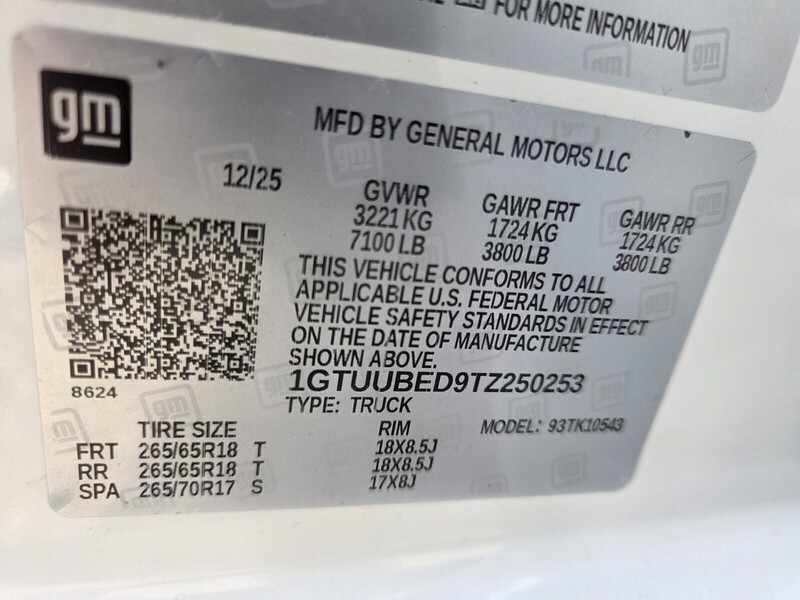 FOR MORE INFORMATION
gm
MFD BY GENERAL MOTORS LLC
12/25
GVWR
3221 KG
7100 LB
GAWR FRT
1724 KG
3800 LB
GAWR RR
1724 KG
3800 LB
THIS VEHICLE CONFORMS TO ALL
APPLICABLE U.S. FEDERAL MOTOR
VEHICLE SAFETY STANDARDS IN EFFECT
ON THE DATE OF MANUFACTURE
SHOWN ABOVE.
8624
1GTUUBED9TZ250253
TYPE: TRUCK
MODEL: 93TK10543
TIRE SIZE RIM
FRT 265/65R18 T 18X8.5J
RR 265/65R18 T 18X8.5J
SPA 265/70R17 S 17X8J